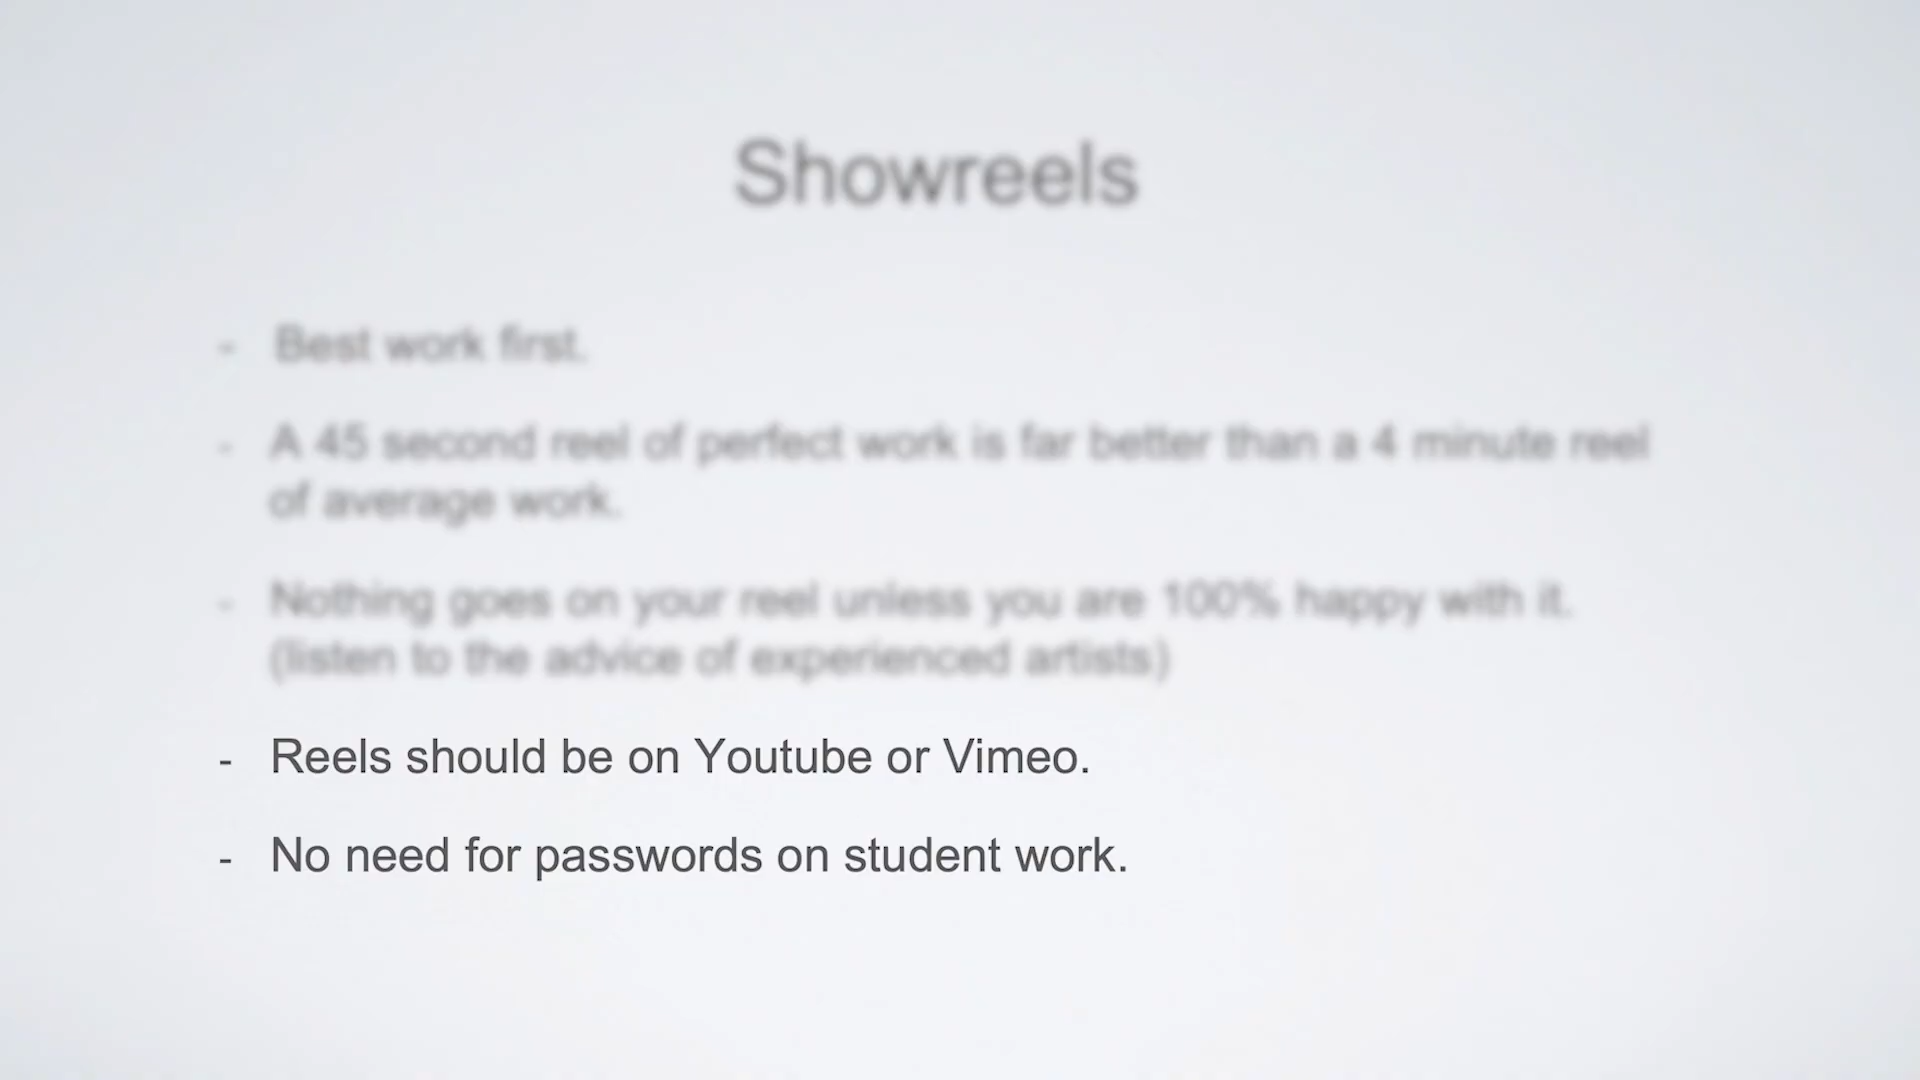 Showreels
- Best work first.
- A 45 second reel of perfect work is far better than a 4 minute reel
of average work.
- Nothing goes on your reel unless you are 100% happy with it.
(listen to the advice of experienced artists)
- Reels should be on Youtube or Vimeo.
- No need for passwords on student work.